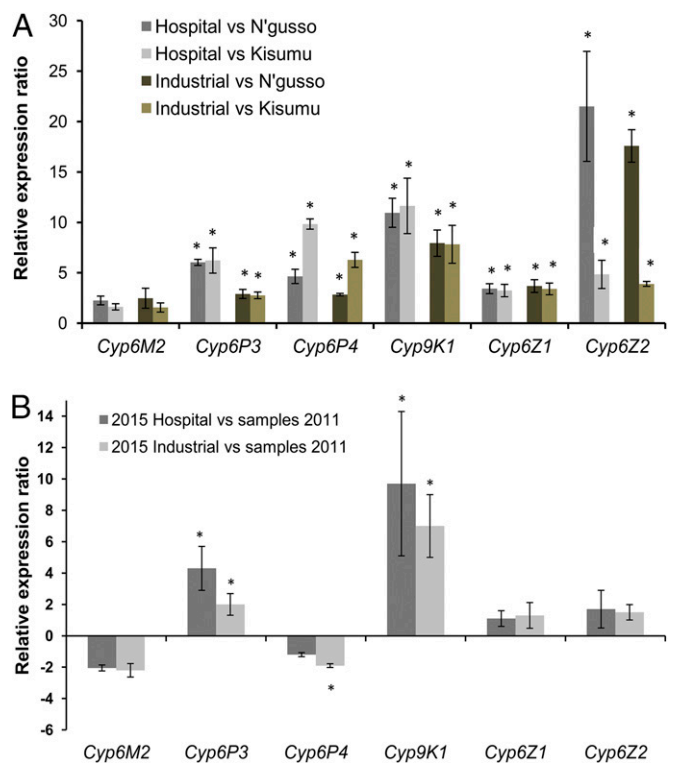 A
Relative expression ratio
30
25
20
15
10
5
0
Hospital vs N'gusso
Hospital vs Kisumu
Industrial vs N'gusso
Industrial vs Kisumu
* * * * * * * * * * * * * * * * * * * *
Cyp6M2 Cyp6P3 Cyp6P4 Cyp9K1 Cyp6Z1 Cyp6Z2
B
Relative expression ratio
14
12
10
8
6
4
2
0
-2
-4
-6
2015 Hospital vs samples 2011
2015 Industrial vs samples 2011
* * * * *
Cyp6M2 Cyp6P3 Cyp6P4 Cyp9K1 Cyp6Z1 Cyp6Z2